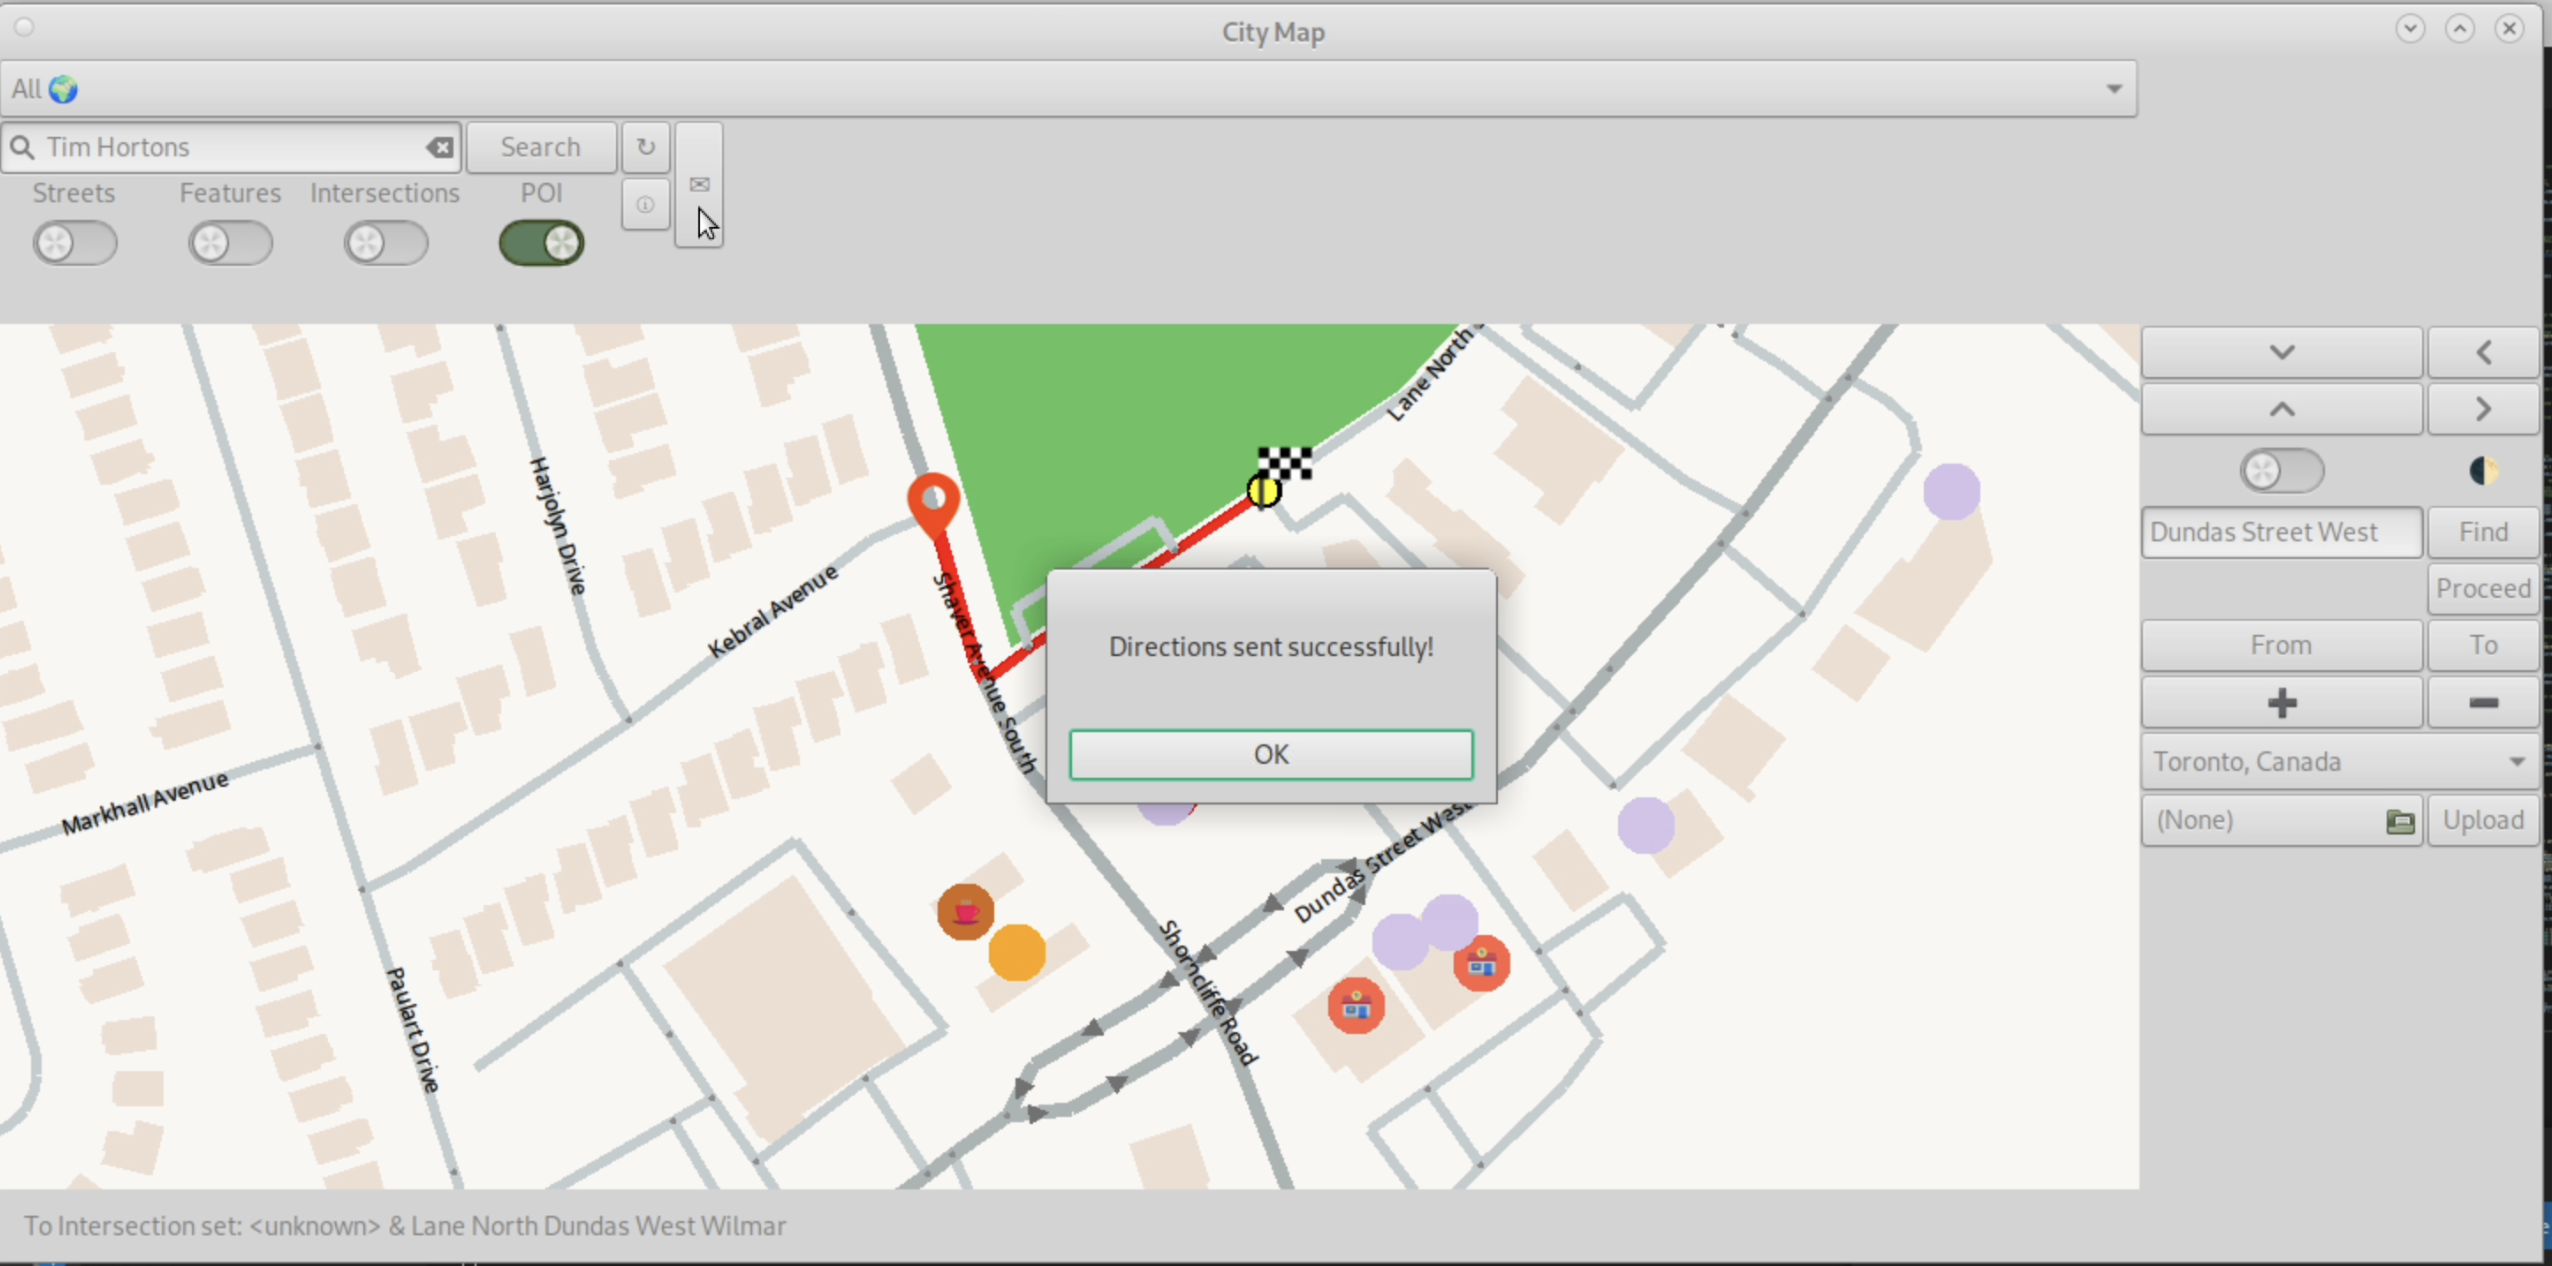 City Map
All
Tim Hortons
Search
Streets
Features
Intersections
POI
Lane North
Harjolyn Drive
Kebral Avenue
Shaver Avenue South
Markhall Avenue
Paulart Drive
Directions sent successfully!
OK
Dundas Street West
Shorncliffe Road
Dundas Street West
Find
Proceed
From
To
Toronto, Canada
(None)
Upload
To Intersection set: <unknown> & Lane North Dundas West Wilmar